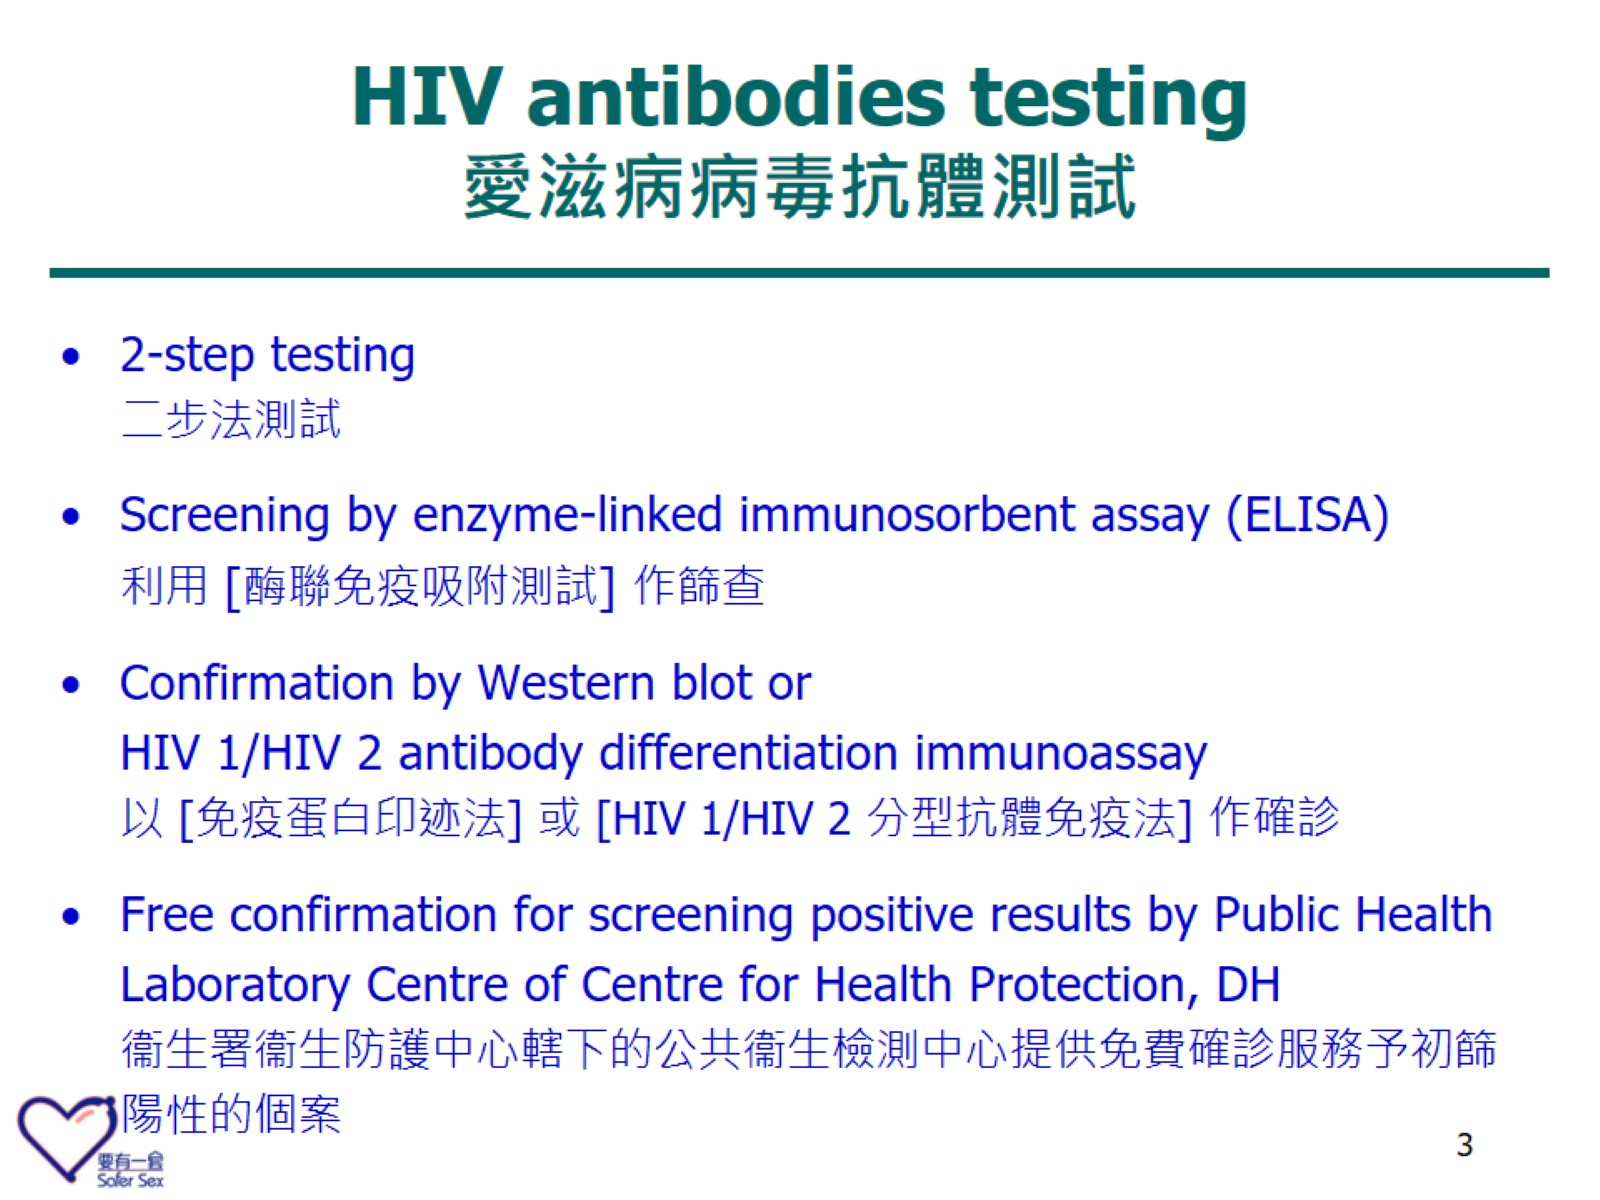 HIV antibodies testing
愛滋病病毒抗體測試
• 2-step testing
二步法測試
• Screening by enzyme-linked immunosorbent assay (ELISA)
利用 [酶聯免疫吸附測試] 作篩查
• Confirmation by Western blot or
HIV 1/HIV 2 antibody differentiation immunoassay
以 [免疫蛋白印迹法] 或 [HIV 1/HIV 2 分型抗體免疫法] 作確診
• Free confirmation for screening positive results by Public Health
Laboratory Centre of Centre for Health Protection, DH
衞生署衞生防護中心轄下的公共衞生檢測中心提供免費確診服務予初篩
陽性的個案
要有一套
Safer Sex
3